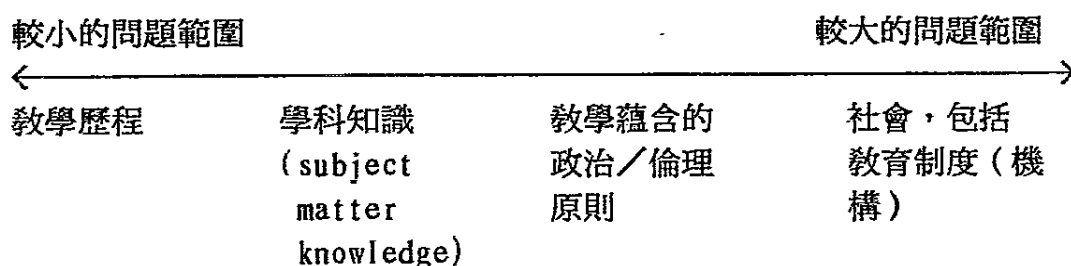 較小的問題範圍
較大的問題範圍
教學歷程
學科知識
(subject
matter
knowledge)
教學蘊含的
政治／倫理
原則
社會，包括
教育制度（機
構）